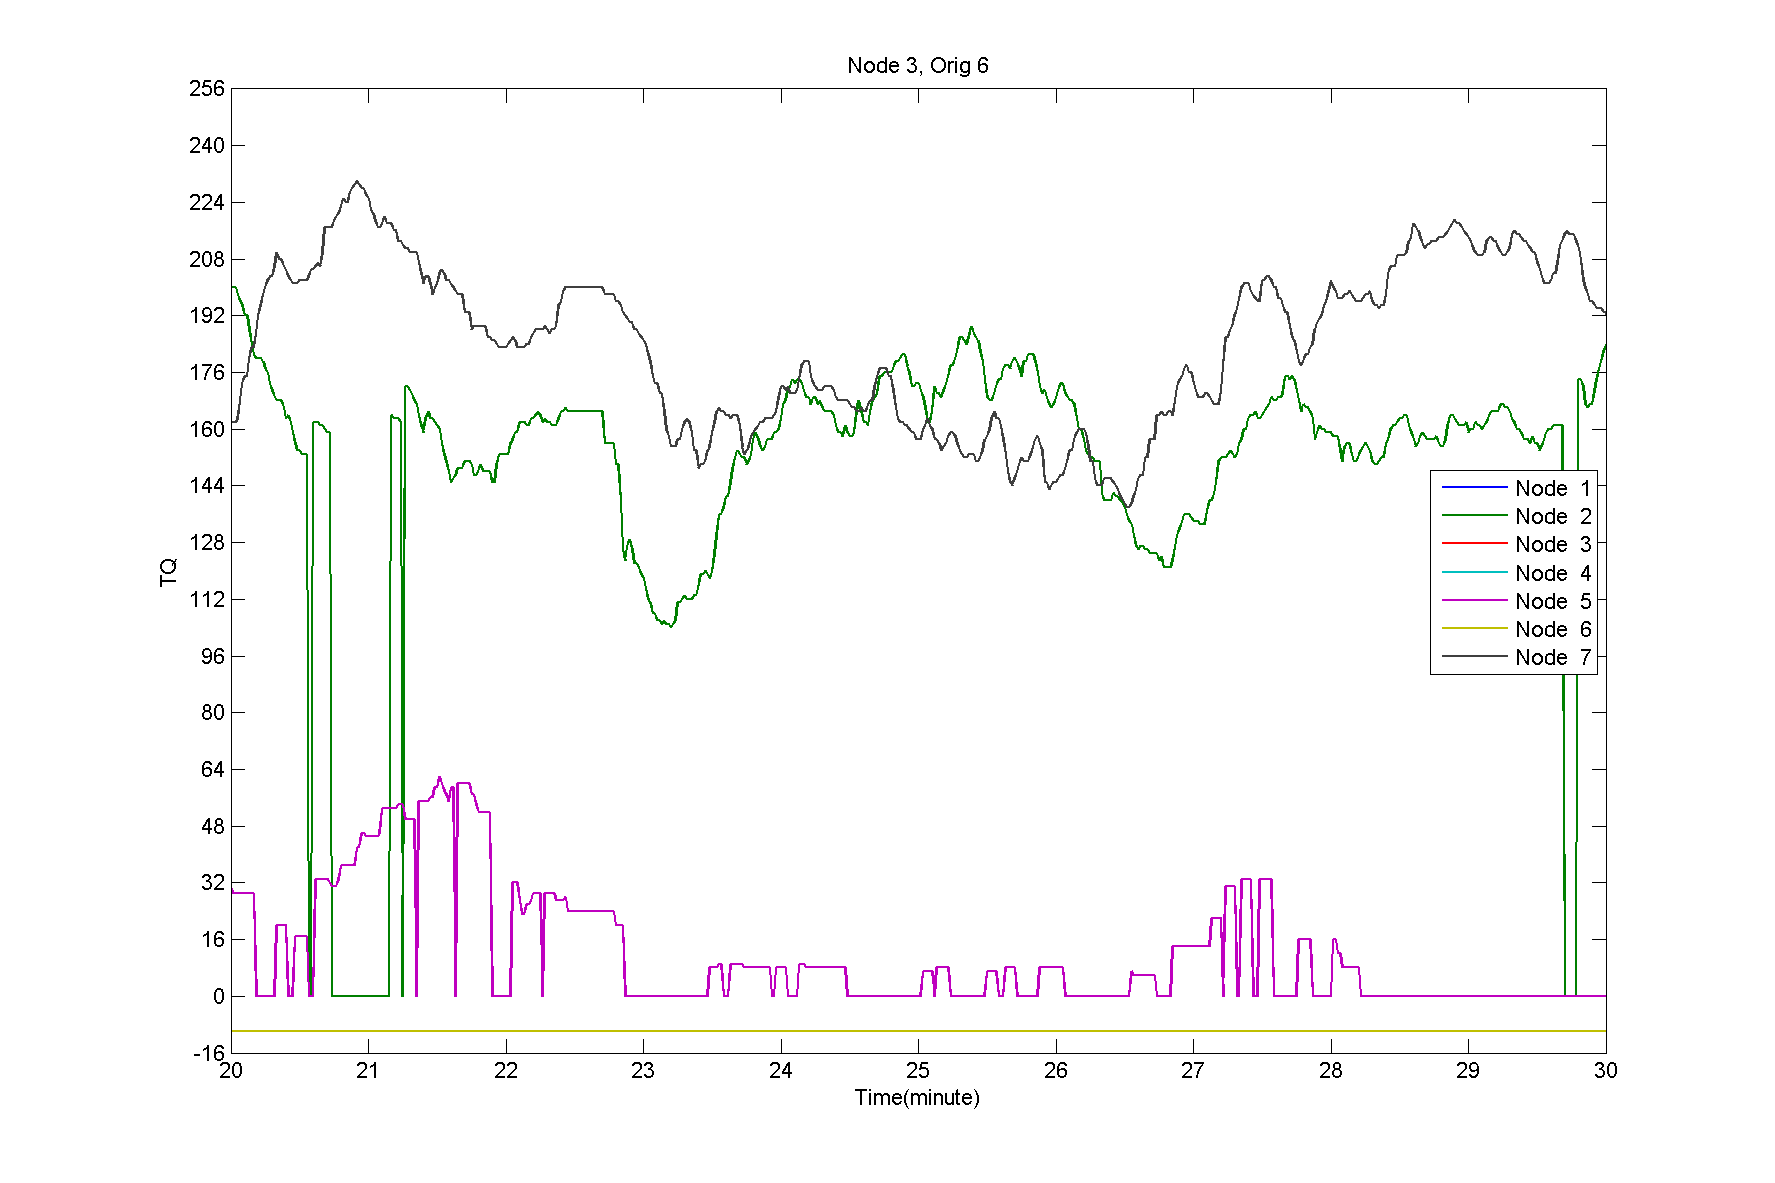 Node 3, Orig 6
256
240
224
208
192
176
160
144
128
112
96
80
64
48
32
16
0
-16
TQ
Node 1
Node 2
Node 3
Node 4
Node 5
Node 6
Node 7
20 21 22 23 24 25 26 27 28 29 30
Time(minute)